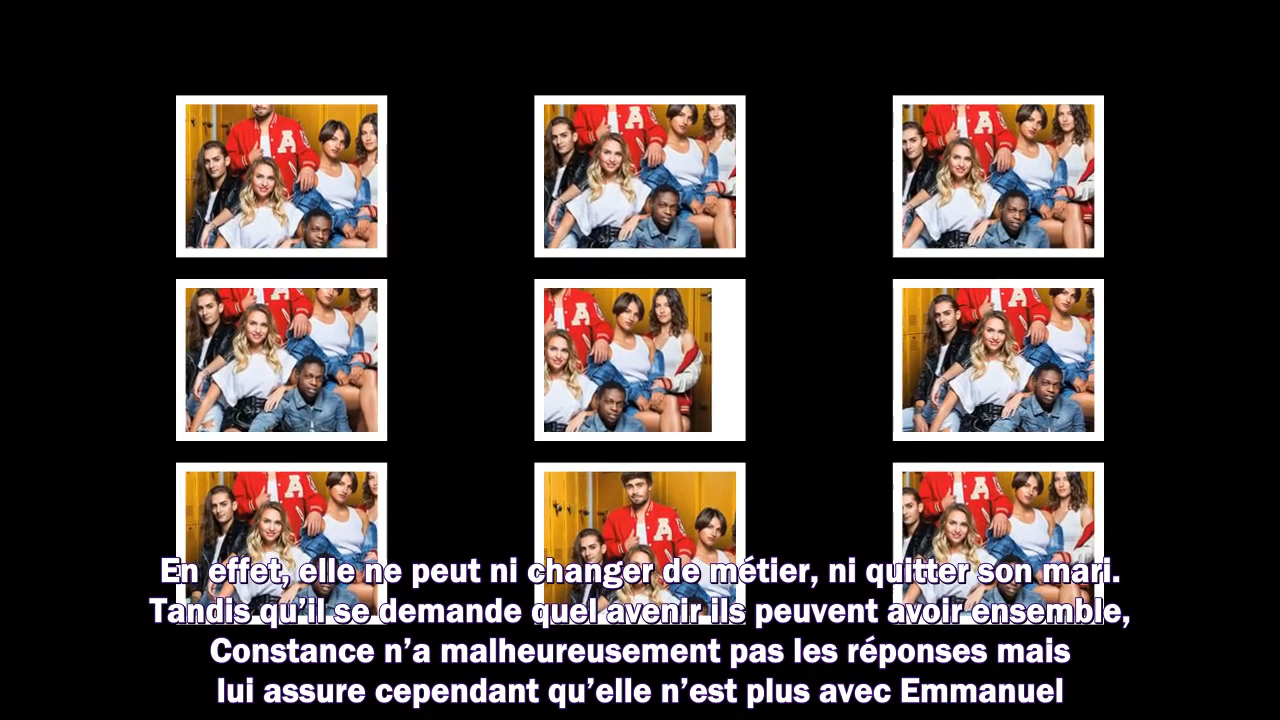 En effet, elle ne peut ni changer de métier, ni quitter son mari.
Tandis qu’il se demande quel avenir ils peuvent avoir ensemble,
Constance n’a malheureusement pas les réponses mais
lui assure cependant qu’elle n’est plus avec Emmanuel